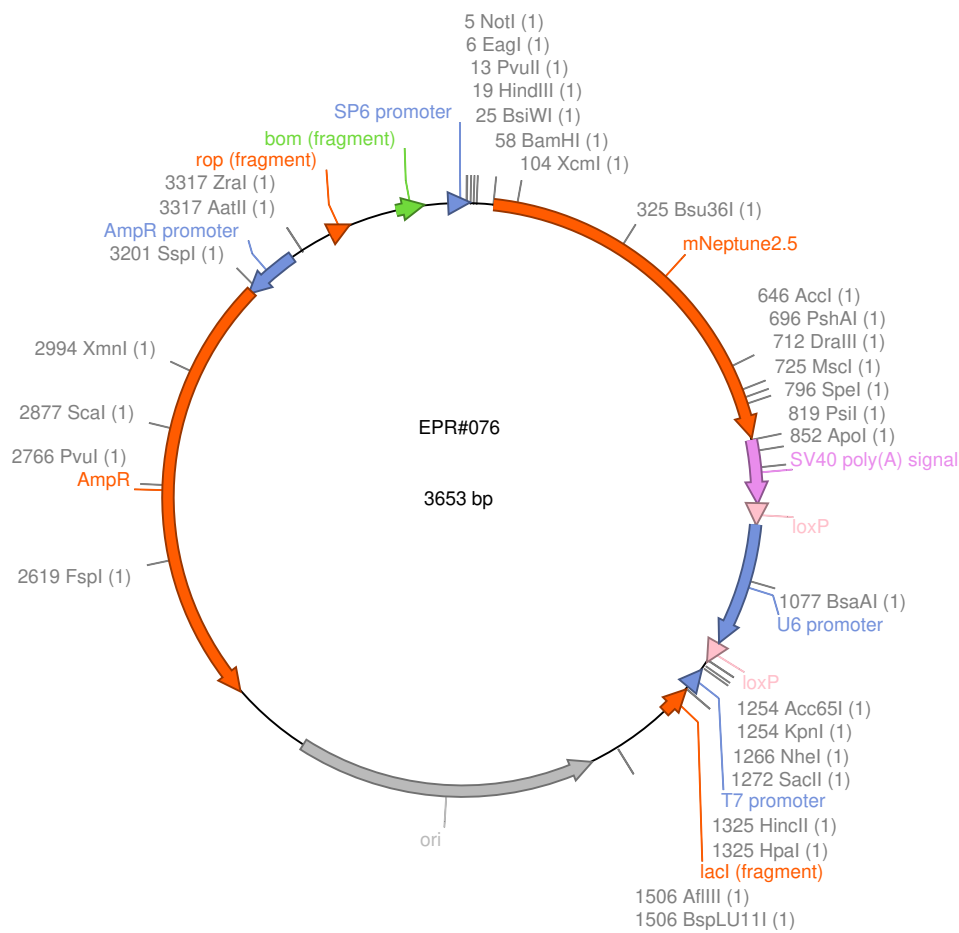 5 NotI (1)
6 EagI (1)
13 PvuII (1)
19 HindIII (1)
25 BsiWI (1)
58 BamHI (1)
104 XcmI (1)
325 Bsu36I (1)
mNeptune2.5
646 AccI (1)
696 PshAI (1)
712 DraIII (1)
725 MscI (1)
796 SpeI (1)
819 PsiI (1)
852 ApoI (1)
SV40 poly(A) signal
loxP
1077 BsaAI (1)
U6 promoter
loxP
1254 Acc65I (1)
1254 KpnI (1)
1266 NheI (1)
1272 SacII (1)
T7 promoter
1325 HincII (1)
1325 HpaI (1)
lacI (fragment)
1506 AflIII (1)
1506 BspLU11I (1)
ori
2619 FspI (1)
AmpR
2766 PvuI (1)
2877 ScaI (1)
2994 XmnI (1)
3201 SspI (1)
AmpR promoter
3317 AatII (1)
3317 ZraI (1)
rop (fragment)
bom (fragment)
SP6 promoter
EPR#076
3653 bp